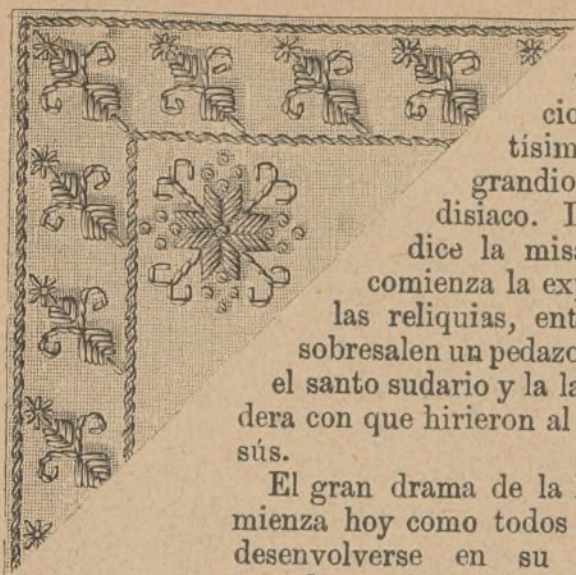 cio
tísim
grandio
disiaco. I
dice la misa
comienza la ex
las reliquias, ent
sobresalen un pedazo
el santo sudario y la la
dera con que hirieron al
sús.
El gran drama de la
mienza hoy como todos
desenvolverse en su